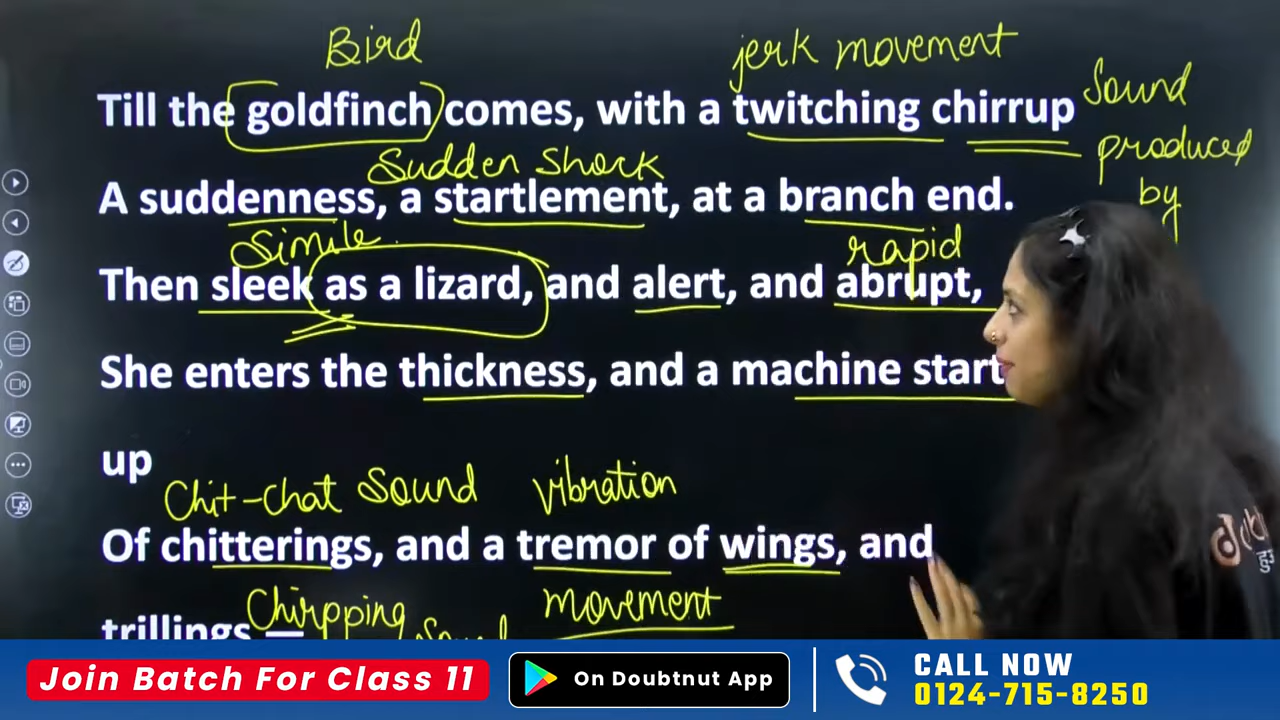 Bird
jerk movement
Till the goldfinch comes, with a twitching chirrup
Sound
produced
by
Sudden Shock
A suddenness, a startlement, at a branch end.
Simile.
rapid
Then sleek as a lizard, and alert, and abrupt,
She enters the thickness, and a machine start
up
Chit-chat Sound
vibration
Of chitterings, and a tremor of wings, and
Chirpping Sound
movement
trillings —
Join Batch For Class 11
On Doubtnut App
CALL NOW
0124-715-8250